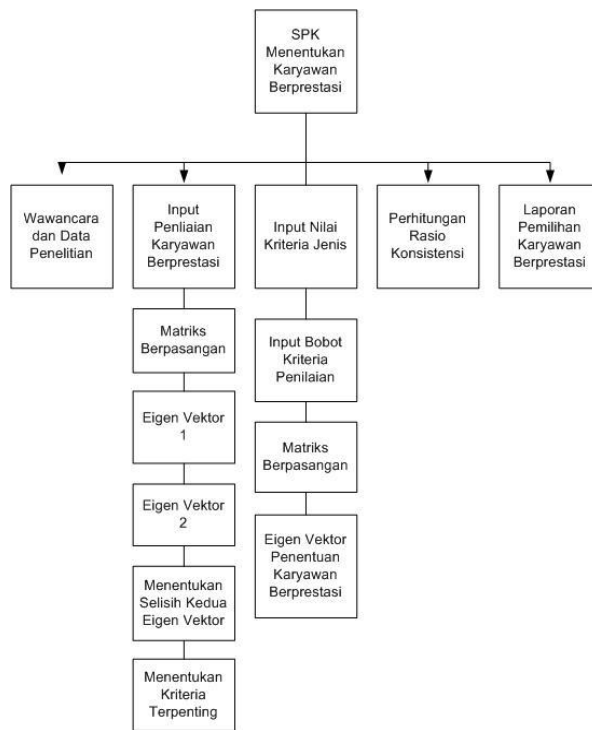 SPK
Menentukan
Karyawan
Berprestasi
Wawancara
dan Data
Penelitian
Input
Penliaian
Karyawan
Berprestasi
Input Nilai
Kriteria Jenis
Perhitungan
Rasio
Konsistensi
Laporan
Pemilihan
Karyawan
Berprestasi
Matriks
Berpasangan
Eigen Vektor
1
Eigen Vektor
2
Menentukan
Selisih Kedua
Eigen Vektor
Menentukan
Kriteria
Terpenting
Input Bobot
Kriteria
Penilaian
Matriks
Berpasangan
Eigen Vektor
Penentuan
Karyawan
Berprestasi